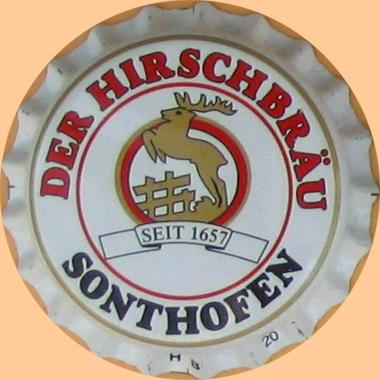 DER HIRSCHBRÄU
SEIT 1657
SONTHOFEN
H B 20